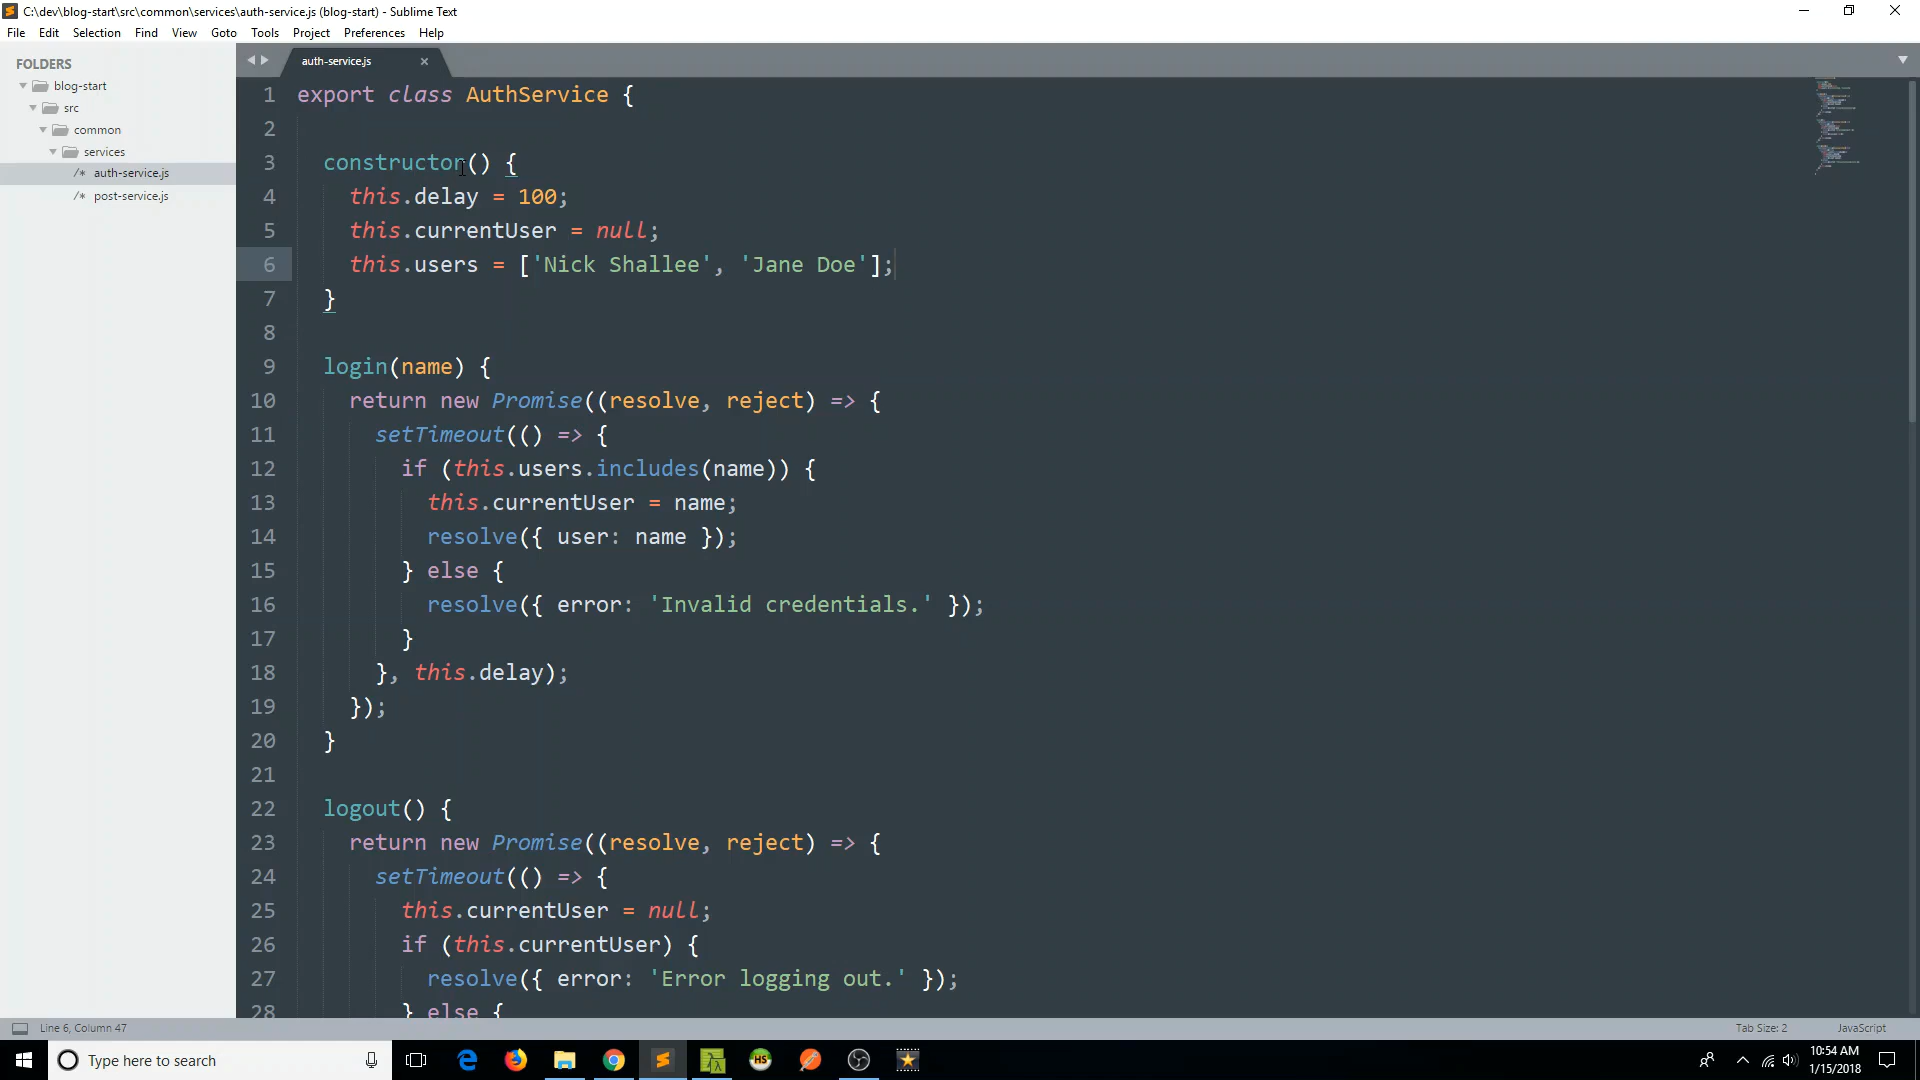 C:\dev\blog-start\src\common\services\auth-service.js (blog-start) - Sublime Text
File Edit Selection Find View Goto Tools Project Preferences Help
FOLDERS
blog-start
src
common
services
/* auth-service.js
/* post-service.js
auth-service.js
1 export class AuthService {
2
3 constructor() {
4 this.delay = 100;
5 this.currentUser = null;
6 this.users = ['Nick Shallee', 'Jane Doe'];
7 }
8
9 login(name) {
10 return new Promise((resolve, reject) => {
11 setTimeout(() => {
12 if (this.users.includes(name)) {
13 this.currentUser = name;
14 resolve({ user: name });
15 } else {
16 resolve({ error: 'Invalid credentials.' });
17 }
18 }, this.delay);
19 });
20 }
21
22 logout() {
23 return new Promise((resolve, reject) => {
24 setTimeout(() => {
25 this.currentUser = null;
26 if (this.currentUser) {
27 resolve({ error: 'Error logging out.' });
28 } else {
Line 6, Column 47
Tab Size: 2
JavaScript
Type here to search
HS
10:54 AM
1/15/2018